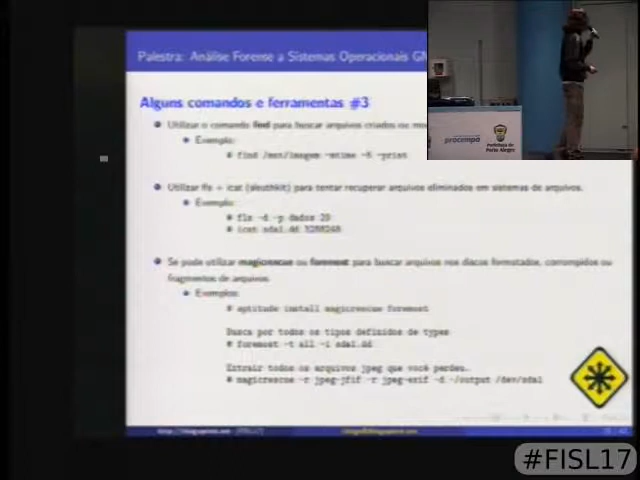 Palestra: Análise Forense a Sistemas Operacionais
Alguns comandos e ferramentas #3
Utilizar o comando find para buscar arquivos criados ou
Exemplo:
# find /mnt/imagem -mtime -print
Utilizar fls + icat (sleuthkit) para tentar recuperar arquivos eliminados em sistemas de arquivos.
Exemplo:
# fls -d -p dados 20
# icat sda1.dd
Se pode utilizar magicrescue ou foremost para buscar arquivos nos discos formatados, corrompidos ou
fragmentos de arquivos
Exemplos:
# aptitude install magicrescue foremost
Busca por todos os tipos definidos de types
# foremost -t all -i sda1.dd
Extrair todos os arquivos jpeg que você perdeu.
# magicrescue -r jpeg-jfif -r jpeg-exif -d ~/output /dev/sda1
procempa
Prefeitura de
Porto Alegre
#FISL17